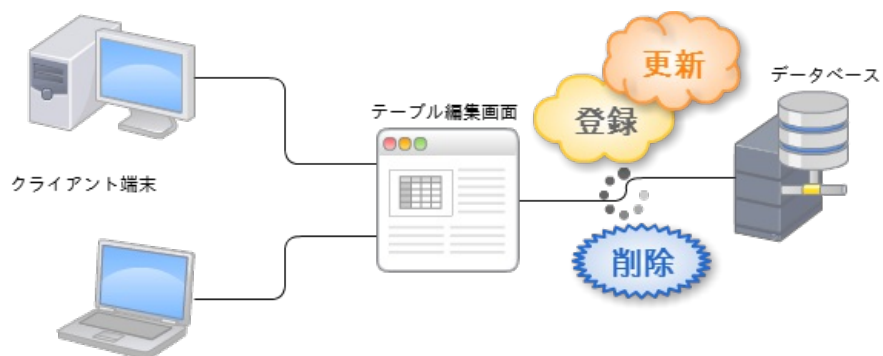 更新
データベース
テーブル編集画面
登録
クライアント端末
削除